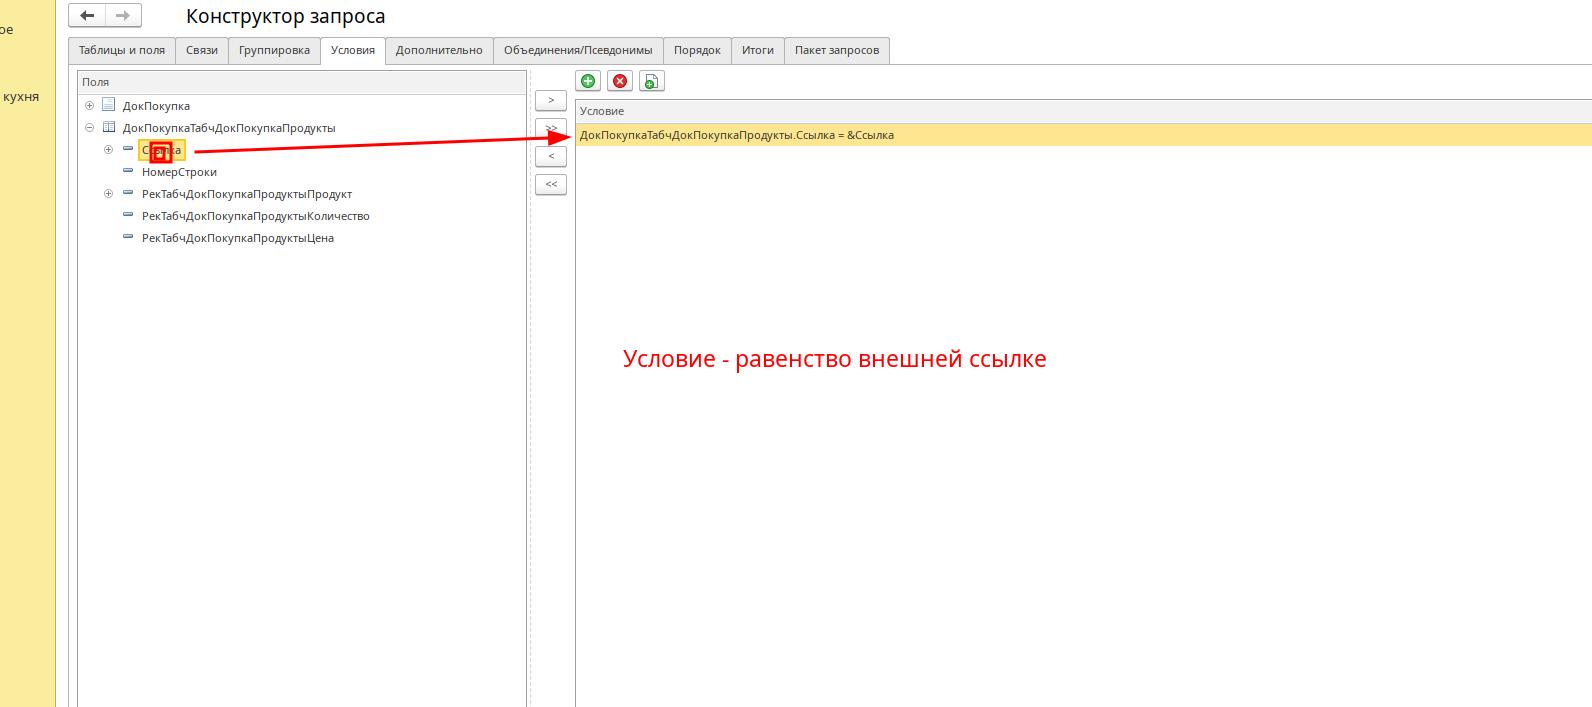 ое
кухня
Конструктор запроса
Таблицы и поля Связи Группировка Условия Дополнительно Объединения/Псевдонимы Порядок Итоги Пакет запросов
Поля
ДокПокупка
ДокПокупкаТабчДокПокупкаПродукты
Ссылка
НомерСтроки
РекТабчДокПокупкаПродуктыПродукт
РекТабчДокПокупкаПродуктыКоличество
РекТабчДокПокупкаПродуктыЦена
>
>>
<
<<
Условие
ДокПокупкаТабчДокПокупкаПродукты.Ссылка = &Ссылка
Условие - равенство внешней ссылке